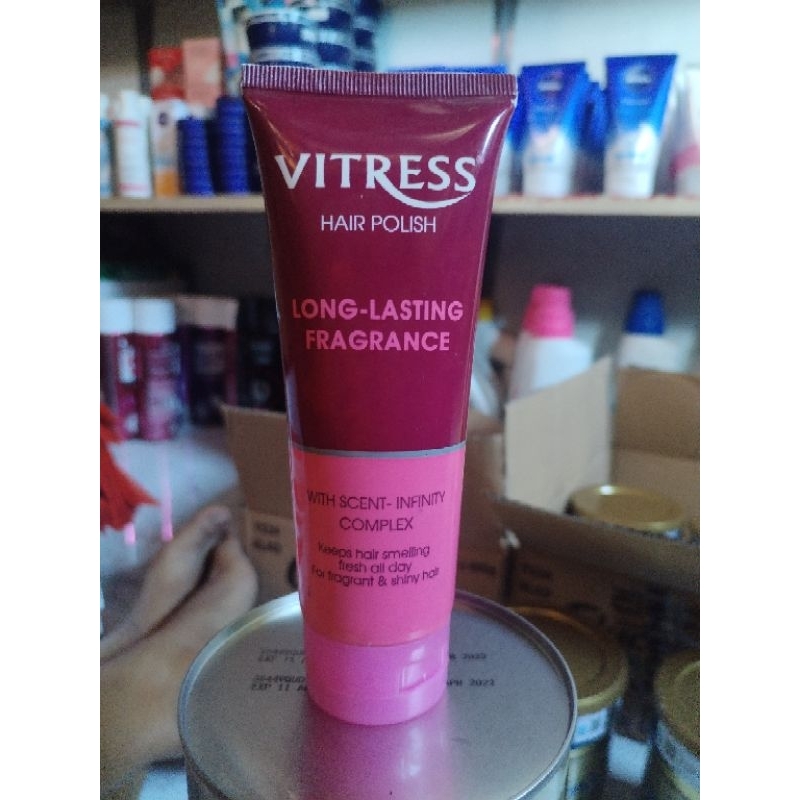 VITRESS
HAIR POLISH
LONG-LASTING
FRAGRANCE
WITH SCENT- INFINITY
COMPLEX
Keeps hair smelling
fresh all day
For fragrant & shiny hair